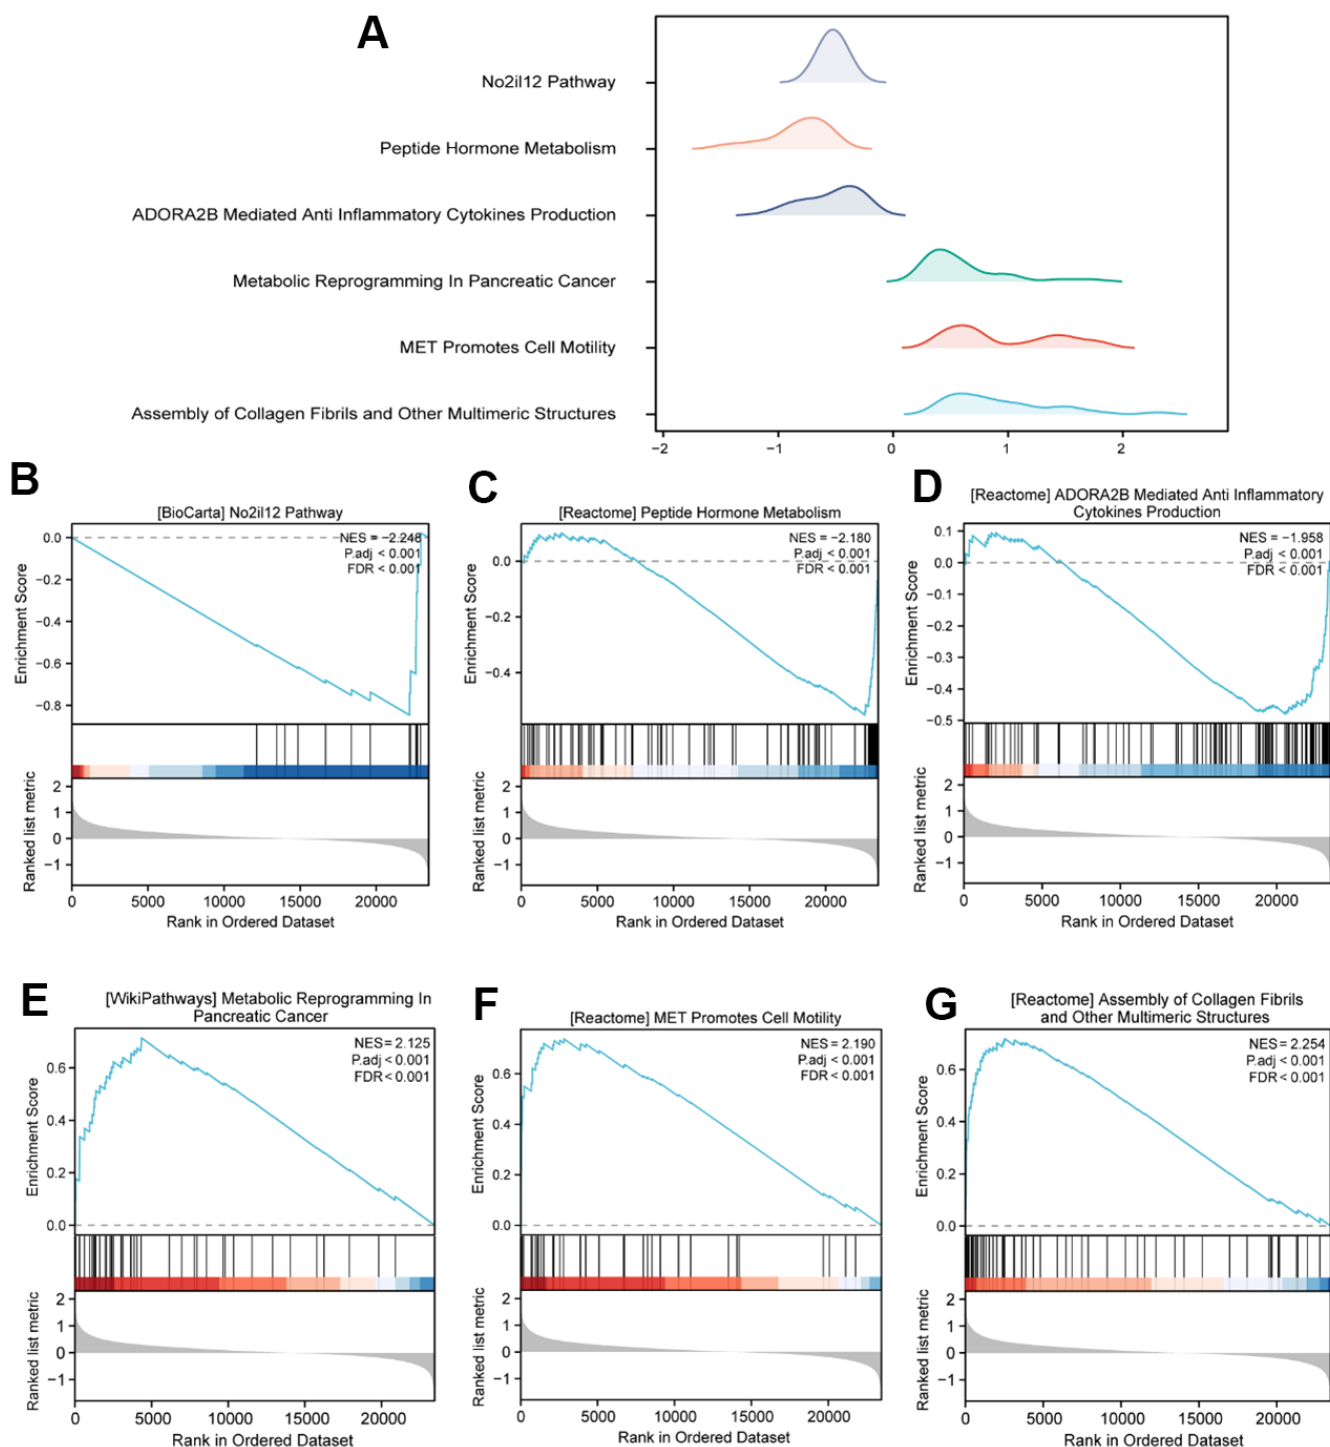 A
No2il12 Pathway
Peptide Hormone Metabolism
ADORA2B Mediated Anti Inflammatory Cytokines Production
Metabolic Reprogramming In Pancreatic Cancer
MET Promotes Cell Motility
Assembly of Collagen Fibrils and Other Multimeric Structures
−2 −1 0 1 2
B
[BioCarta] No2il12 Pathway
NES = −2.248
P.adj < 0.001
FDR < 0.001
Enrichment Score
0.0
−0.2
−0.4
−0.6
−0.8
Ranked list metric
2
1
0
−1
0 5000 10000 15000 20000
Rank in Ordered Dataset
C
[Reactome] Peptide Hormone Metabolism
NES = −2.180
P.adj < 0.001
FDR < 0.001
Enrichment Score
0.0
−0.2
−0.4
Ranked list metric
2
1
0
−1
0 5000 10000 15000 20000
Rank in Ordered Dataset
D
[Reactome] ADORA2B Mediated Anti Inflammatory
Cytokines Production
NES = −1.958
P.adj < 0.001
FDR < 0.001
Enrichment Score
0.1
0.0
−0.1
−0.2
−0.3
−0.4
−0.5
Ranked list metric
2
1
0
−1
0 5000 10000 15000 20000
Rank in Ordered Dataset
E
[WikiPathways] Metabolic Reprogramming In
Pancreatic Cancer
NES = 2.125
P.adj < 0.001
FDR < 0.001
Enrichment Score
0.6
0.4
0.2
0.0
Ranked list metric
2
1
0
−1
0 5000 10000 15000 20000
Rank in Ordered Dataset
F
[Reactome] MET Promotes Cell Motility
NES = 2.190
P.adj < 0.001
FDR < 0.001
Enrichment Score
0.6
0.4
0.2
0.0
Ranked list metric
2
1
0
−1
0 5000 10000 15000 20000
Rank in Ordered Dataset
G
[Reactome] Assembly of Collagen Fibrils
and Other Multimeric Structures
NES = 2.254
P.adj < 0.001
FDR < 0.001
Enrichment Score
0.6
0.4
0.2
0.0
Ranked list metric
2
1
0
−1
0 5000 10000 15000 20000
Rank in Ordered Dataset